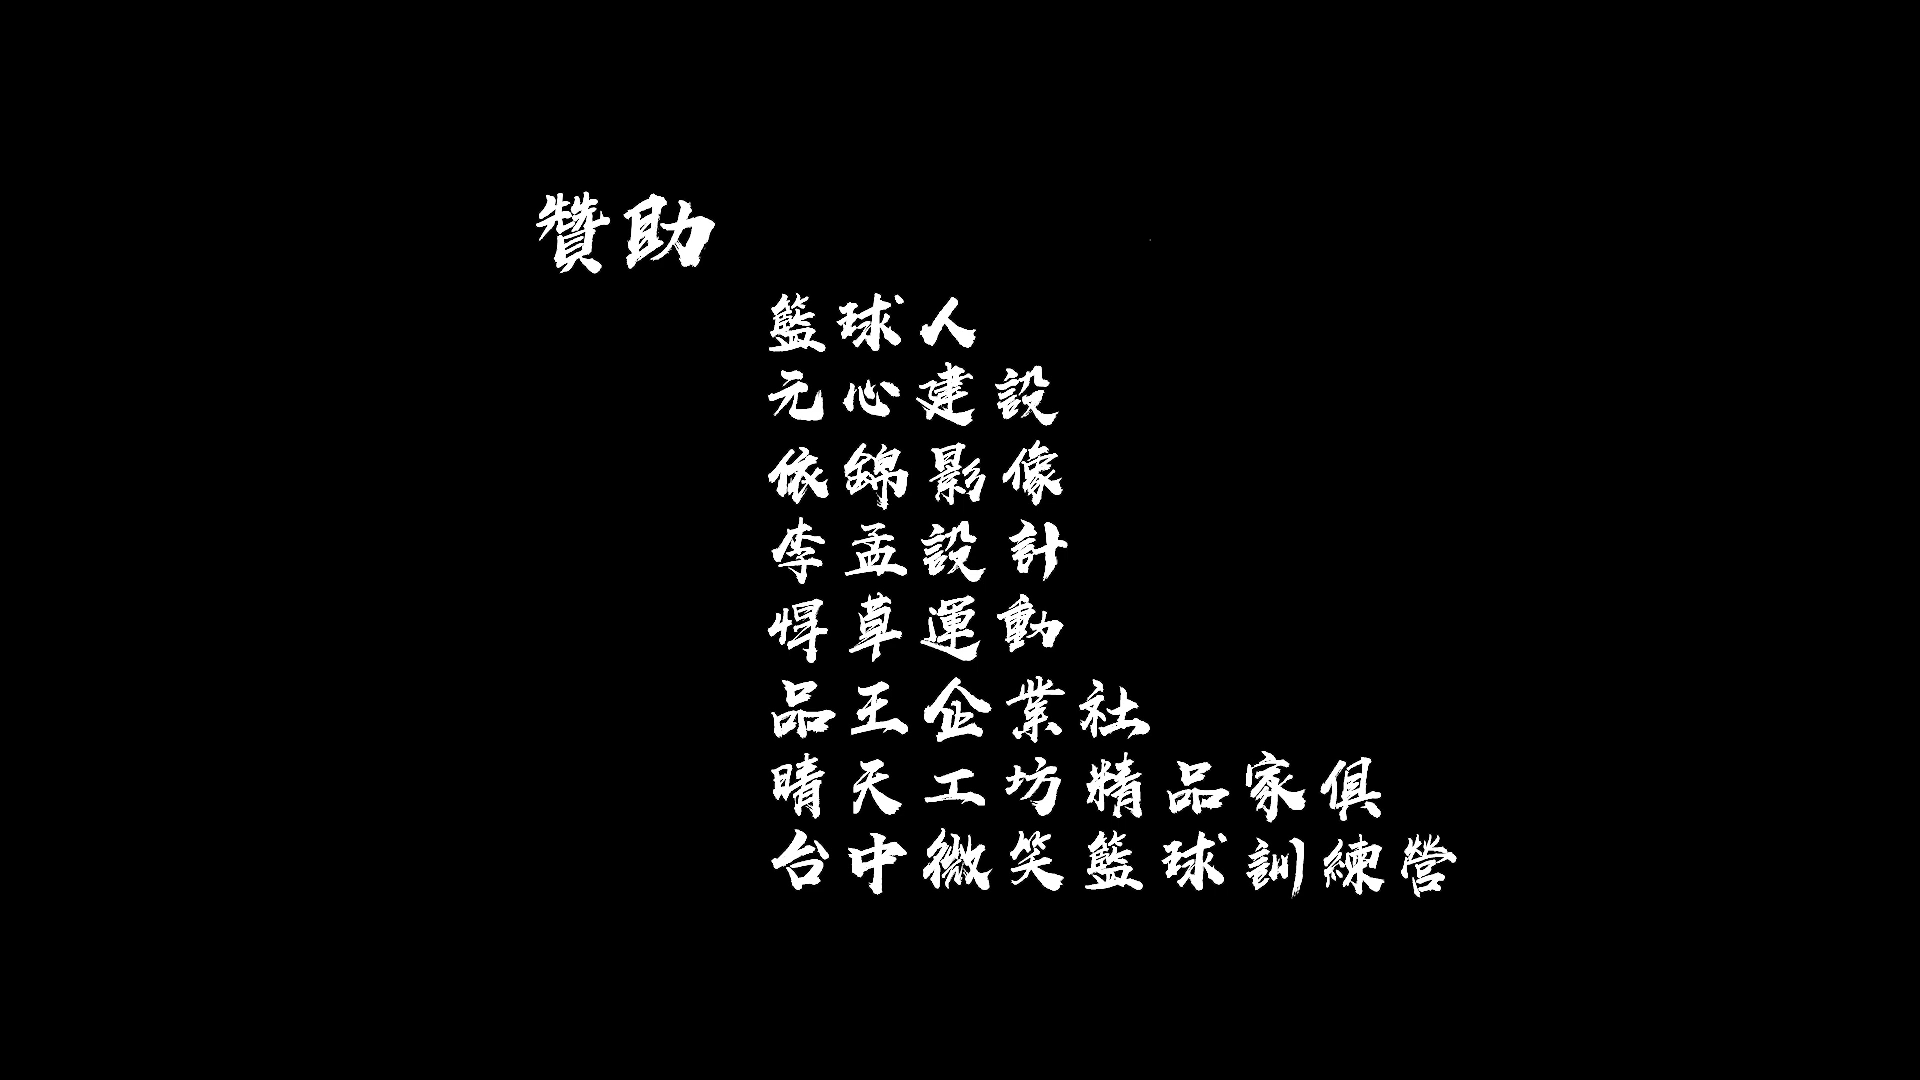 贊助
籃球人
元心建設
依錦影像
李孟設計
悍草運動
品王企業社
晴天工坊精品家俱
台中微笑籃球訓練營